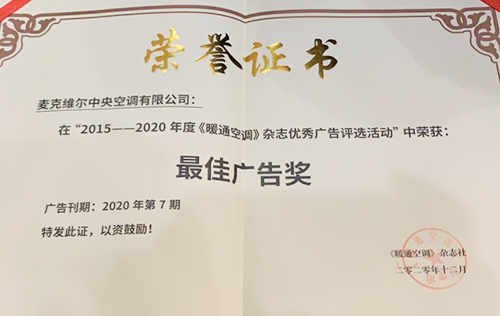 荣誉证书
麦克维尔中央空调有限公司：
在“2015——2020年度《暖通空调》杂志优秀广告评选活动”中荣获：
最佳广告奖
广告刊期：2020年第7期
特发此证，以资鼓励！
《暖通空调》杂志社
二〇二〇年十二月